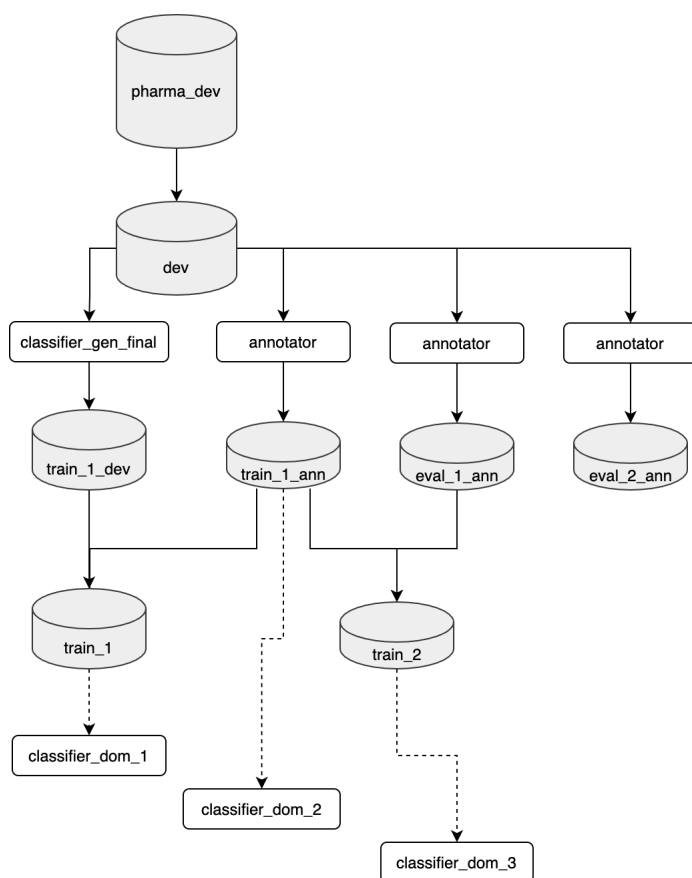 pharma_dev
dev
classifier_gen_final
annotator
annotator
annotator
train_1_dev
train_1_ann
eval_1_ann
eval_2_ann
train_1
train_2
classifier_dom_1
classifier_dom_2
classifier_dom_3